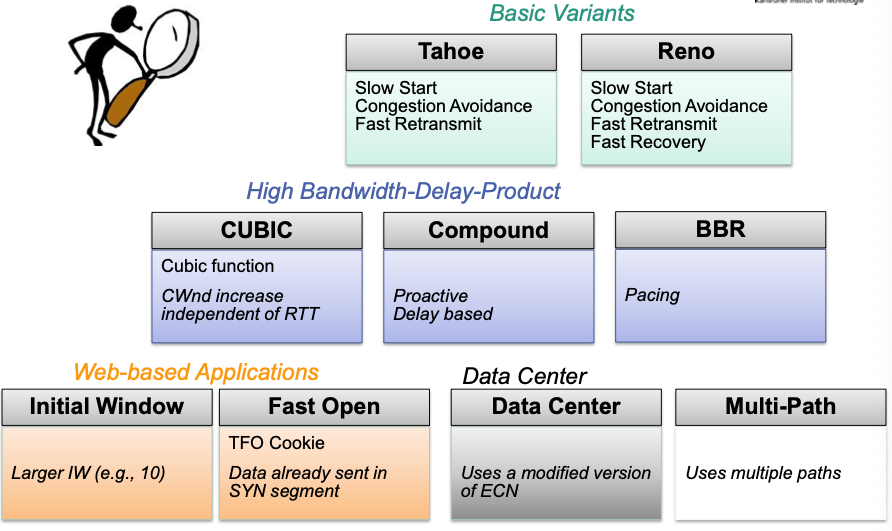 Karlsruher Institut für Technologie
Basic Variants
Tahoe
Slow Start
Congestion Avoidance
Fast Retransmit
Reno
Slow Start
Congestion Avoidance
Fast Retransmit
Fast Recovery
High Bandwidth-Delay-Product
CUBIC
Cubic function
CWnd increase
independent of RTT
Compound
Proactive
Delay based
BBR
Pacing
Web-based Applications
Initial Window
Larger IW (e.g., 10)
Fast Open
TFO Cookie
Data already sent in
SYN segment
Data Center
Data Center
Uses a modified version
of ECN
Multi-Path
Uses multiple paths